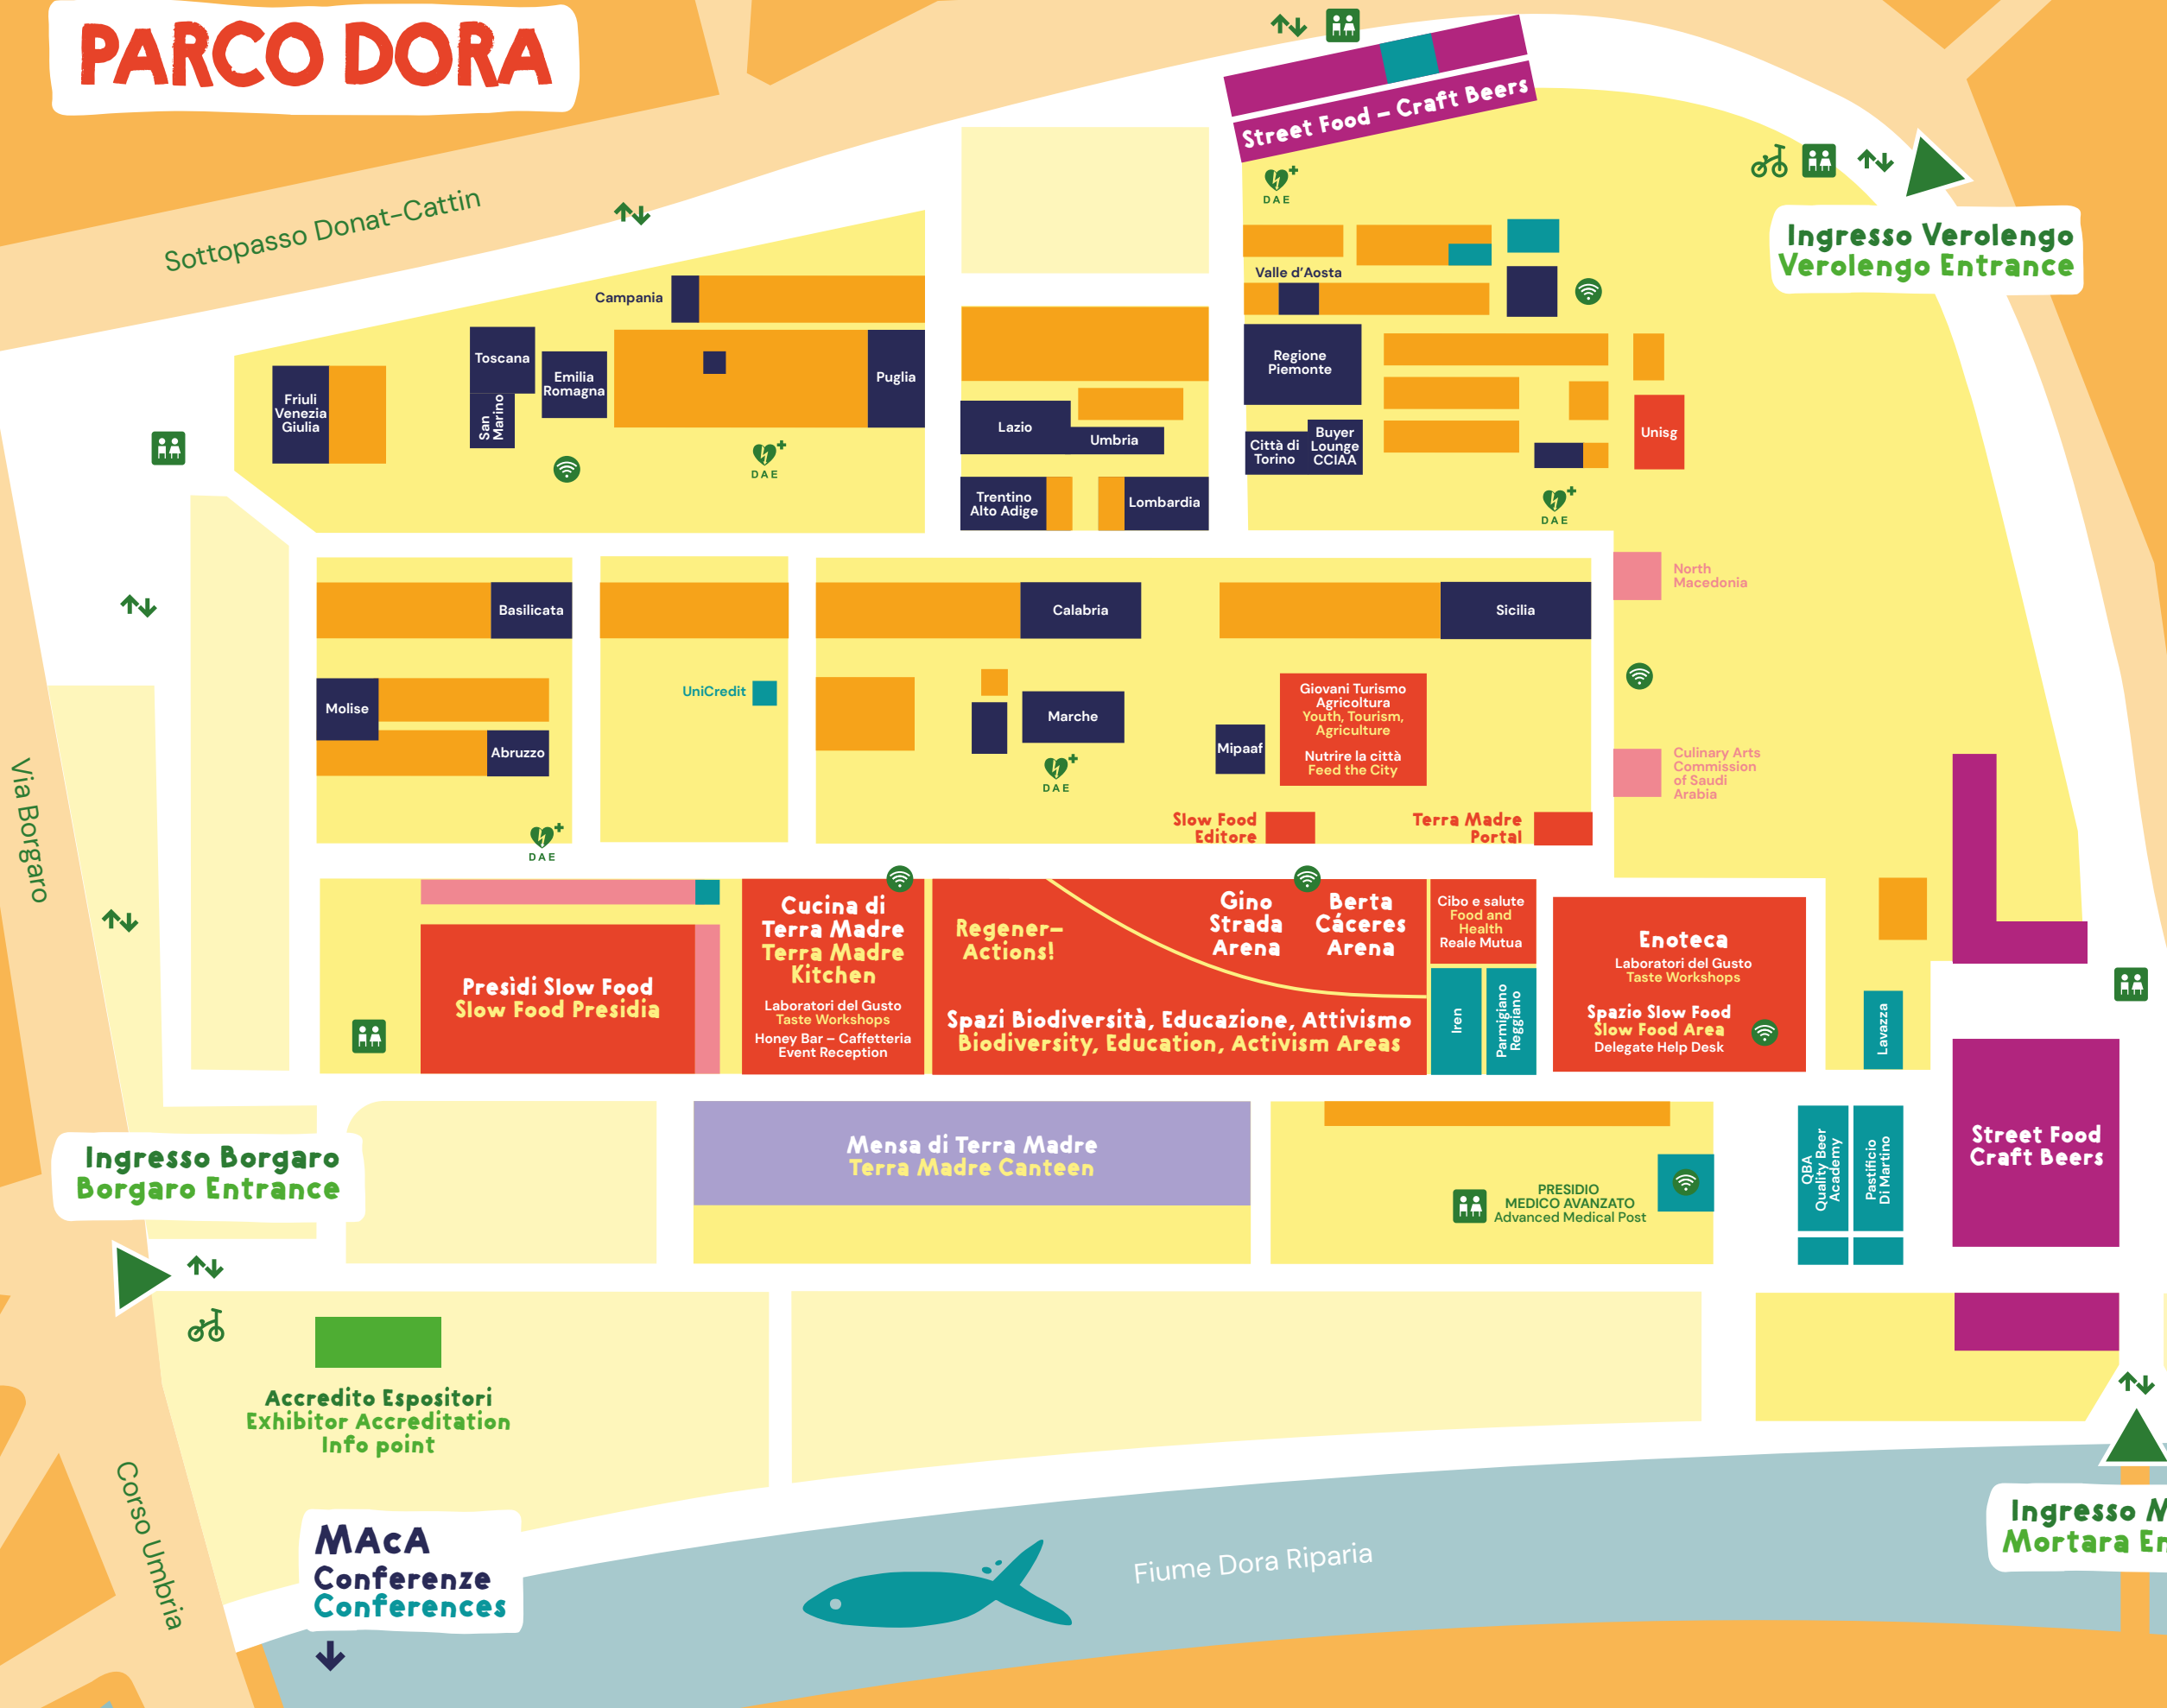 PARCO DORA
Sottopasso Donat-Cattin
Street Food – Craft Beers
DAE
Ingresso Verolengo
Verolengo Entrance
Valle d'Aosta
Campania
Toscana
San
Marino
Emilia
Romagna
Friuli
Venezia
Giulia
Puglia
DAE
Regione
Piemonte
Lazio
Umbria
Città di
Torino
Buyer
Lounge
CCIAA
Unisg
Trentino
Alto Adige
Lombardia
DAE
North
Macedonia
Basilicata
Calabria
Sicilia
UniCredit
Molise
Abruzzo
Marche
Mipaaf
Giovani Turismo
Agricoltura
Youth, Tourism,
Agriculture
Nutrire la città
Feed the City
Culinary Arts
Commission
of Saudi
Arabia
DAE
DAE
Slow Food
Editore
Terra Madre
Portal
Via Borgaro
Presìdi Slow Food
Slow Food Presidia
Cucina di
Terra Madre
Terra Madre
Kitchen
Laboratori del Gusto
Taste Workshops
Honey Bar – Caffetteria
Event Reception
Regener–
Actions!
Gino
Strada
Arena
Berta
Cáceres
Arena
Spazi Biodiversità, Educazione, Attivismo
Biodiversity, Education, Activism Areas
Cibo e salute
Food and
Health
Reale Mutua
Iren
Parmigiano
Reggiano
Enoteca
Laboratori del Gusto
Taste Workshops
Spazio Slow Food
Slow Food Area
Delegate Help Desk
Lavazza
Ingresso Borgaro
Borgaro Entrance
Mensa di Terra Madre
Terra Madre Canteen
PRESIDIO
MEDICO AVANZATO
Advanced Medical Post
QBA
Quality Beer
Academy
Pastificio
Di Martino
Street Food
Craft Beers
Accredito Espositori
Exhibitor Accreditation
Info point
Corso Umbria
MAcA
Conferenze
Conferences
Fiume Dora Riparia
Ingresso
Mortara